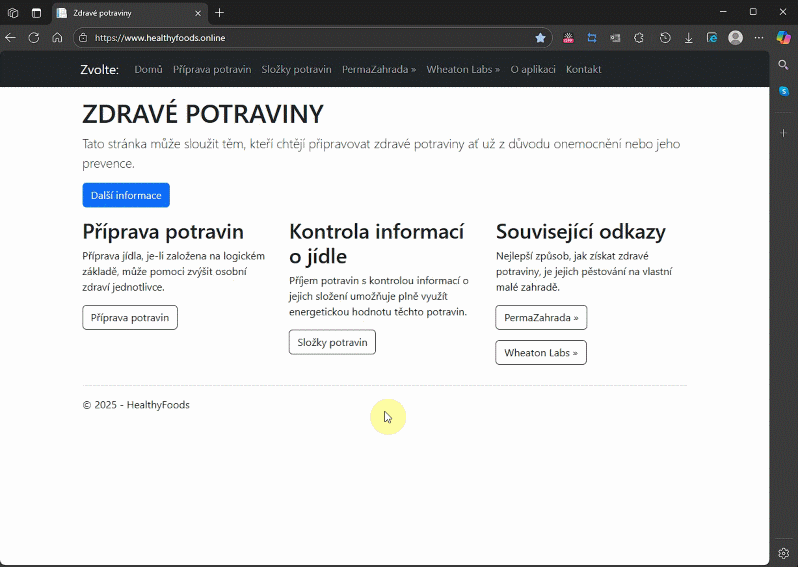 Zdravé potraviny
https://www.healthyfoods.online
Zvolte: Domů Příprava potravin Složky potravin PermaZahrada » Wheaton Labs » O aplikaci Kontakt
ZDRAVÉ POTRAVINY
Tato stránka může sloužit těm, kteří chtějí připravovat zdravé potraviny ať už z důvodu onemocnění nebo jeho
prevence.
Další informace
Příprava potravin
Příprava jídla, je-li založena na logickém
základě, může pomoci zvýšit osobní
zdraví jednotlivce.
Příprava potravin
Kontrola informací
o jídle
Příjem potravin s kontrolou informací o
jejich složení umožňuje plně využít
energetickou hodnotu těchto potravin.
Složky potravin
Související odkazy
Nejlepší způsob, jak získat zdravé
potraviny, je jejich pěstování na vlastní
malé zahradě.
PermaZahrada »
Wheaton Labs »
© 2025 - HealthyFoods